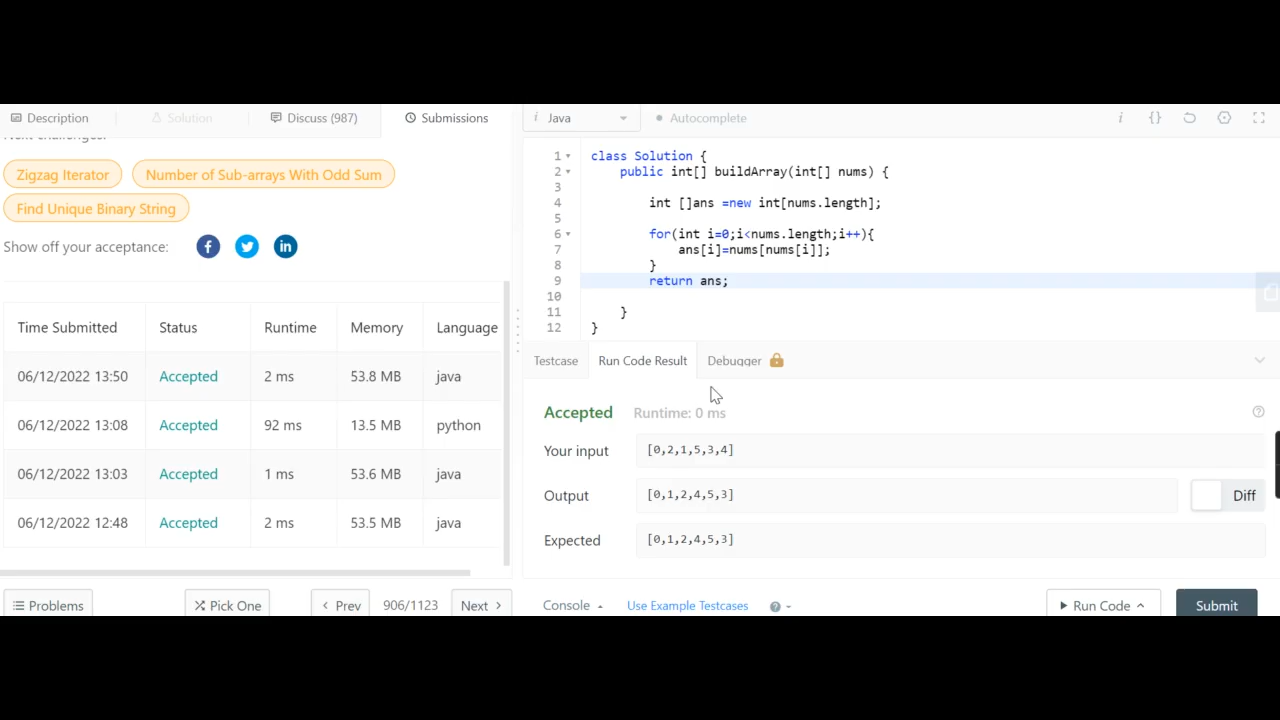 Description
Solution
Discuss (987)
Submissions
Next challenges:
Zigzag Iterator
Number of Sub-arrays With Odd Sum
Find Unique Binary String
Show off your acceptance:
Time Submitted Status Runtime Memory Language
06/12/2022 13:50 Accepted 2 ms 53.8 MB java
06/12/2022 13:08 Accepted 92 ms 13.5 MB python
06/12/2022 13:03 Accepted 1 ms 53.6 MB java
06/12/2022 12:48 Accepted 2 ms 53.5 MB java
Problems
Pick One
Prev
906/1123
Next
i Java
Autocomplete
i {}
1 class Solution {
2 public int[] buildArray(int[] nums) {
3
4 int []ans =new int[nums.length];
5
6 for(int i=0;i<nums.length;i++){
7 ans[i]=nums[nums[i]];
8 }
9 return ans;
10
11 }
12 }
Testcase
Run Code Result
Debugger
Accepted Runtime: 0 ms
Your input [0,2,1,5,3,4]
Output [0,1,2,4,5,3]
Diff
Expected [0,1,2,4,5,3]
Console
Use Example Testcases
Run Code
Submit